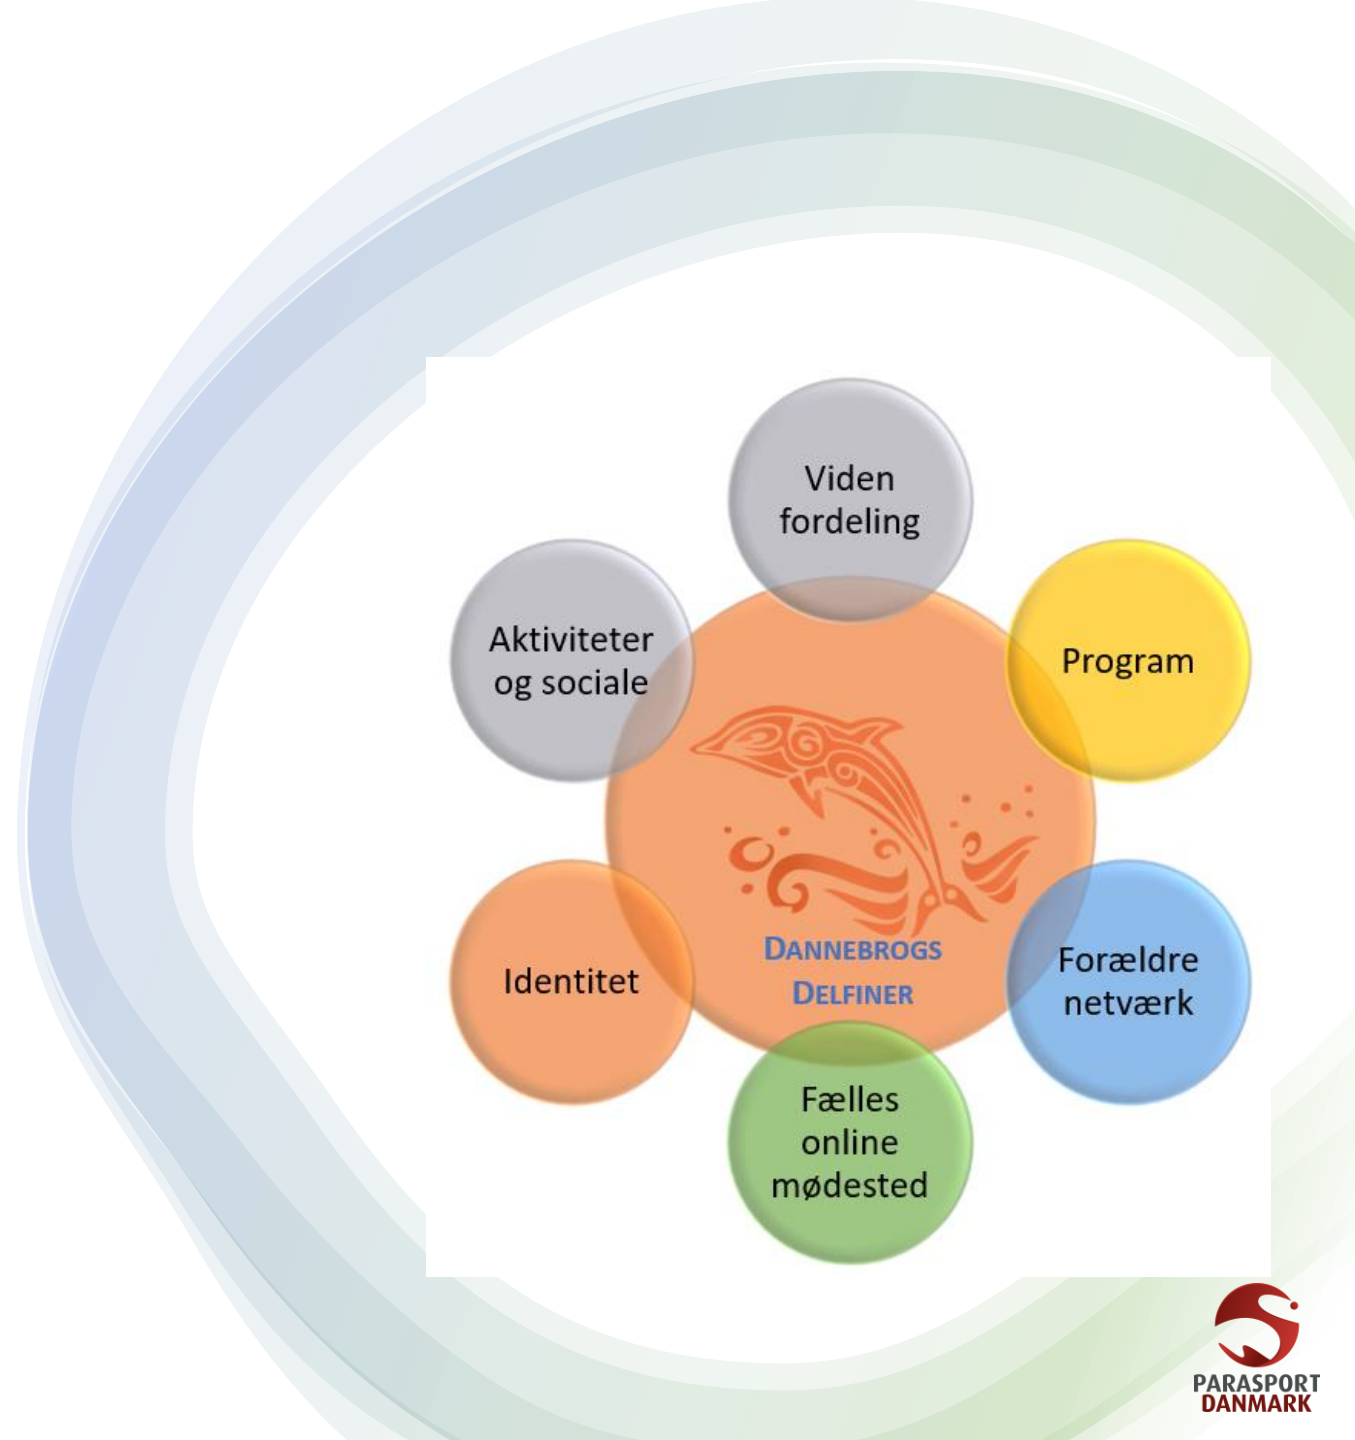 Viden
fordeling
Program
Forældre
netværk
Fælles
online
mødested
Identitet
Aktiviteter
og sociale
DANNEBROGS
DELFINER
PARASPORT
DANMARK